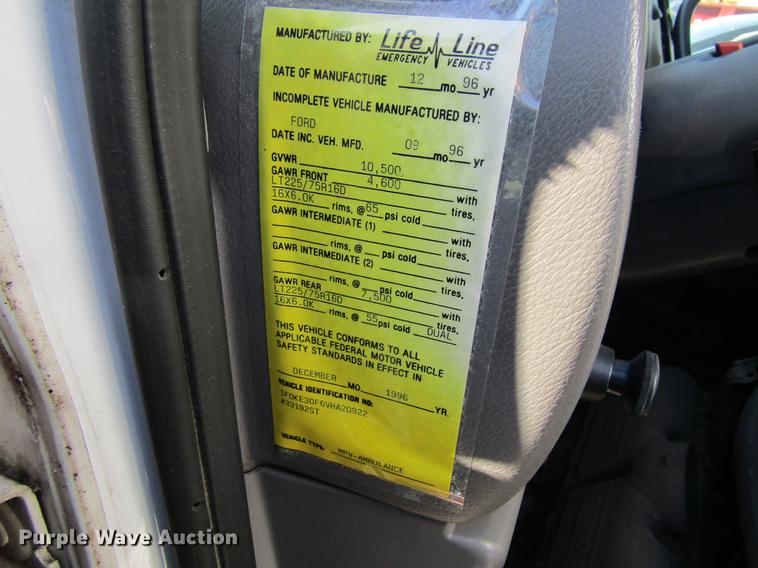 MANUFACTURED BY: Life Line
EMERGENCY VEHICLES
DATE OF MANUFACTURE 12 mo 96 yr
INCOMPLETE VEHICLE MANUFACTURED BY:
FORD
DATE INC. VEH. MFD. 09 mo 96 yr
GVWR 10,500
GAWR FRONT 4,600 with
LT225/75R16D tires,
16X6.0K rims, @ 65 psi cold
GAWR INTERMEDIATE (1) with
tires,
rims, @ psi cold
GAWR INTERMEDIATE (2) with
tires,
rims, @ psi cold
GAWR REAR 7,500 with
LT225/75R16D tires,
16X6.0K rims, @ 55 psi cold DUAL
THIS VEHICLE CONFORMS TO ALL
APPLICABLE FEDERAL MOTOR VEHICLE
SAFETY STANDARDS IN EFFECT IN
DECEMBER MO. 1996 YR.
VEHICLE IDENTIFICATION NO:
1FDKE30F6VHA20922
#33192ST
VEHICLE TYPE: MPV-AMBULANCE
Purple Wave Auction